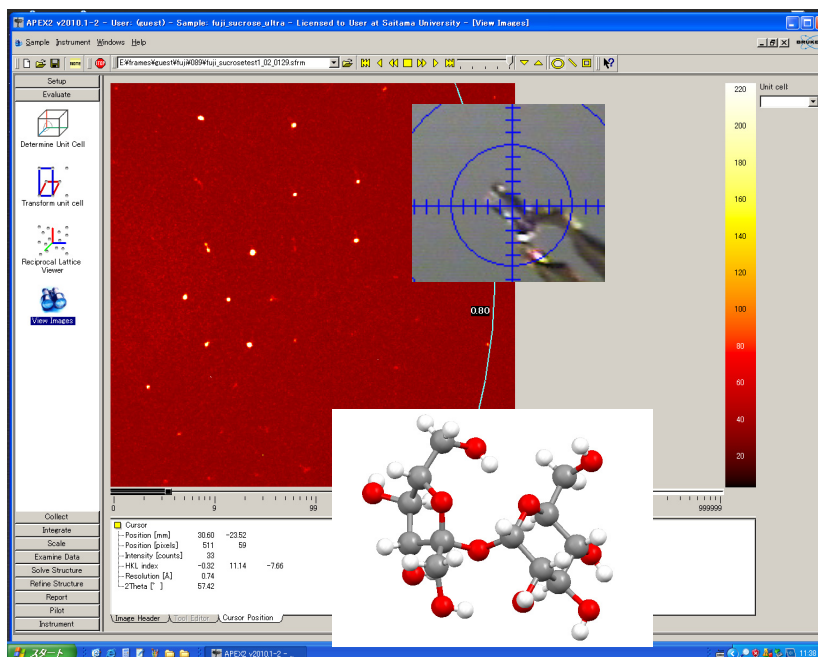 APEX2 v2010.1-2 - User: (guest) - Sample: fuji_sucrose_ultra - Licensed to User at Saitama University - [View Images]
Sample Instrument Windows Help
BRUKER
E:¥frames¥guest¥fuji¥089¥fuji_sucrosetest1_02_0129.sfrm
Setup
Evaluate
Determine Unit Cell
Transform unit cell
Reciprocal Lattice
Viewer
View Images
Collect
Integrate
Scale
Examine Data
Solve Structure
Refine Structure
Report
Pilot
Instrument
0.80
220
200
180
160
140
120
100
80
60
40
20
Unit cell:
0 9 99 999999
Cursor
Position [mm] 30.60 -23.52
Position [pixels] 511 59
Intensity [counts] 33
HKL index -0.32 11.14 -7.66
Resolution [A] 0.74
2Theta [° ] 57.42
Image Header Tool Editor Cursor Position
スタート
APEX2 v2010.1-2 - ...
11:38